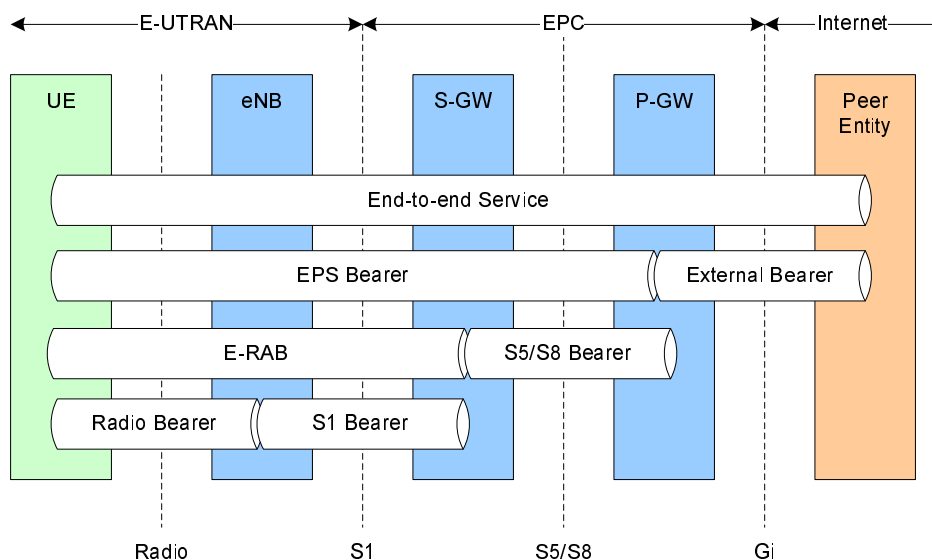 E-UTRAN EPC Internet
UE eNB S-GW P-GW Peer
Entity
End-to-end Service
EPS Bearer External Bearer
E-RAB S5/S8 Bearer
Radio Bearer S1 Bearer
Radio S1 S5/S8 Gi